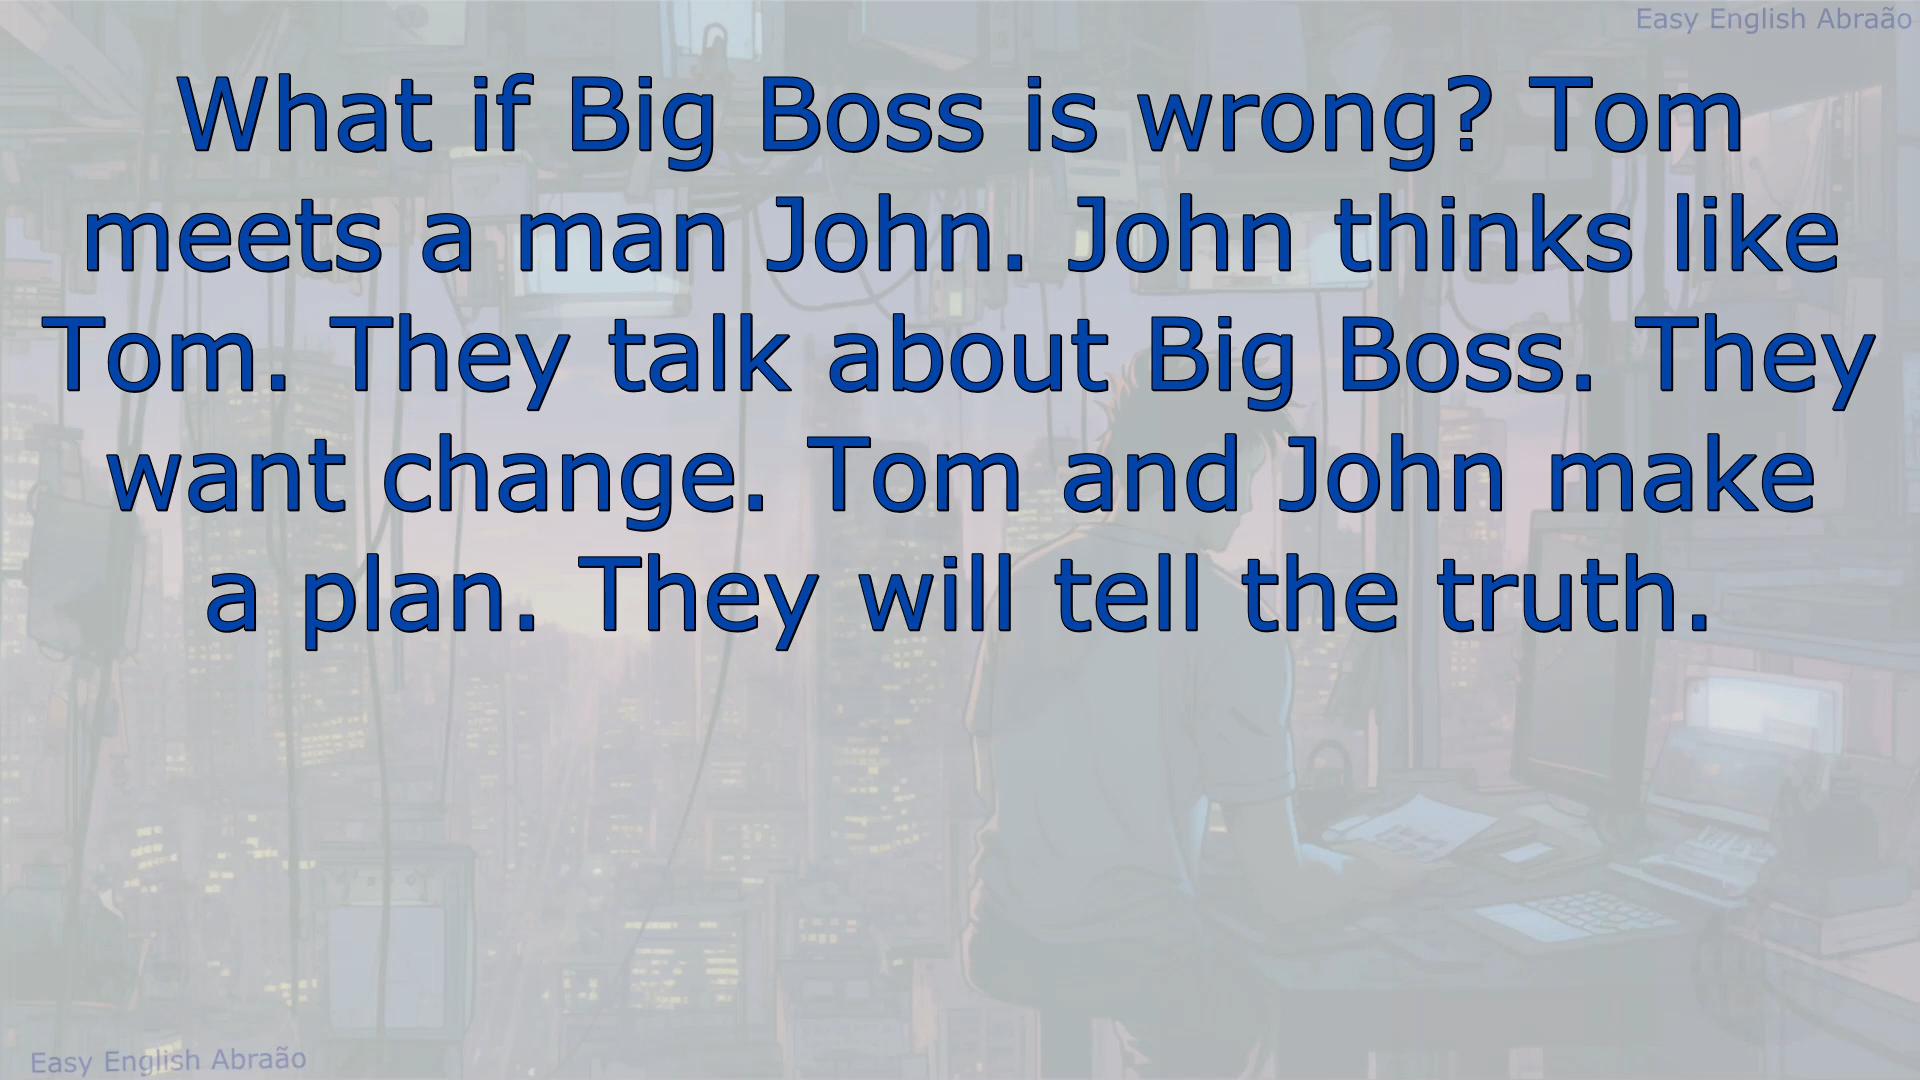 Easy English Abraão
What if Big Boss is wrong? Tom
meets a man John. John thinks like
Tom. They talk about Big Boss. They
want change. Tom and John make
a plan. They will tell the truth.
Easy English Abraão